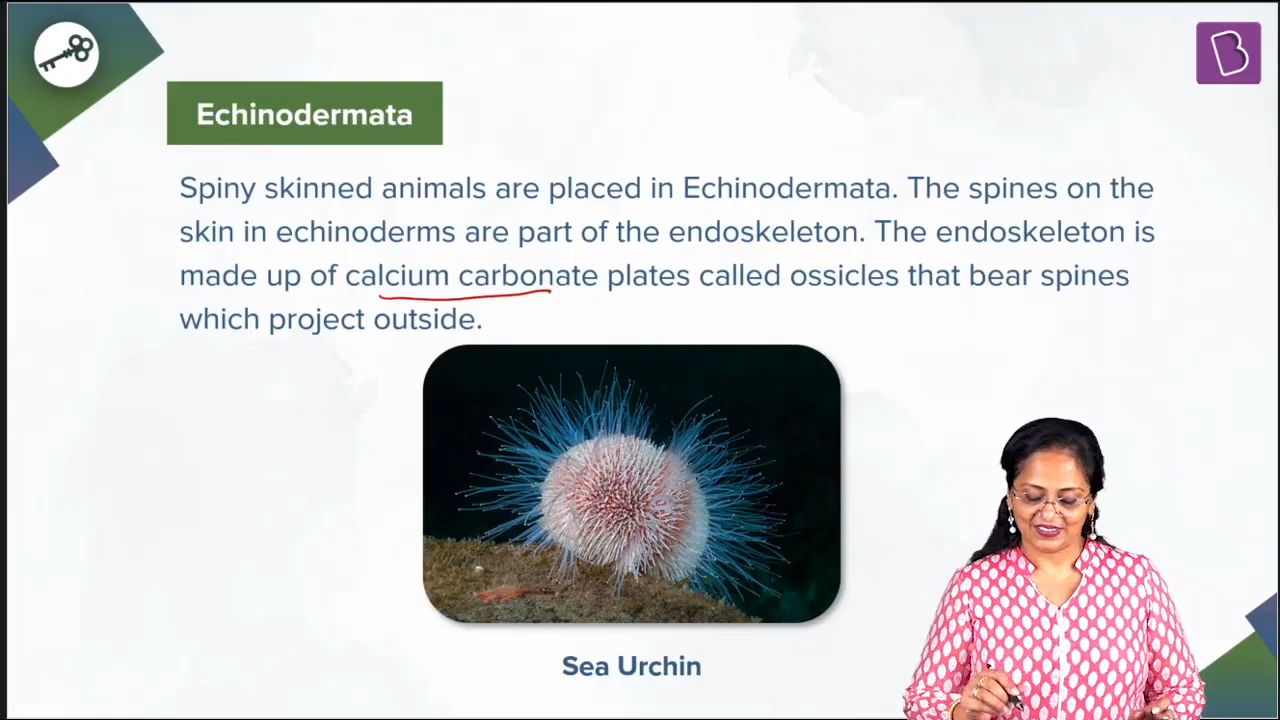 Echinodermata
Spiny skinned animals are placed in Echinodermata. The spines on the
skin in echinoderms are part of the endoskeleton. The endoskeleton is
made up of calcium carbonate plates called ossicles that bear spines
which project outside.
Sea Urchin